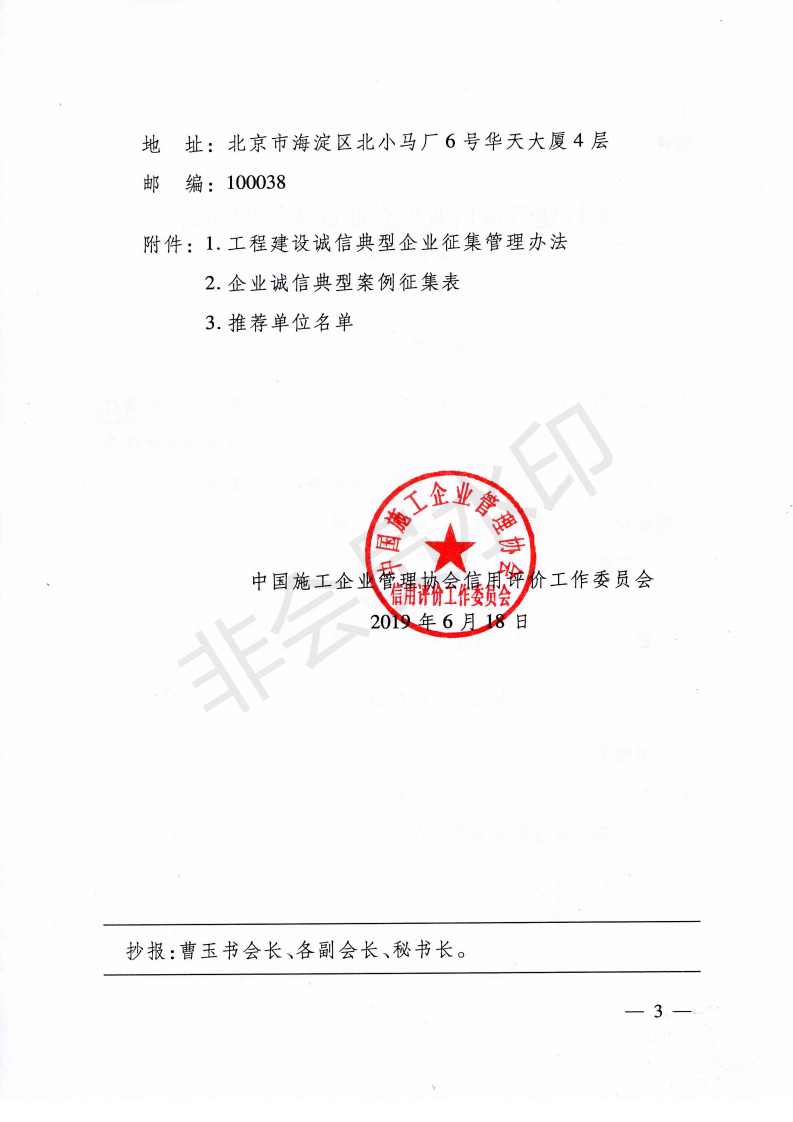 地 址：北京市海淀区北小马厂6号华天大厦4层
邮 编：100038
附件：1. 工程建设诚信典型企业征集管理办法
2. 企业诚信典型案例征集表
3. 推荐单位名单
中国施工企业管理协会
信用评价工作委员会
中国施工企业管理协会信用评价工作委员会
2019年6月18日
非会员水印
抄报：曹玉书会长、各副会长、秘书长。
— 3 —